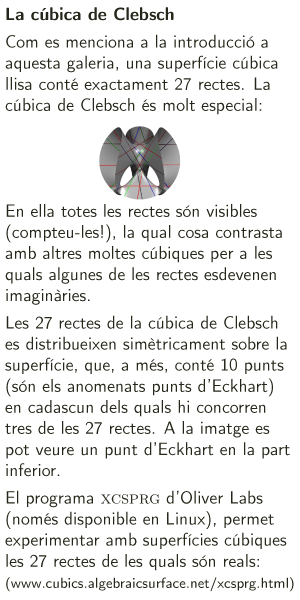 La cúbica de Clebsch
Com es menciona a la introducció a
aquesta galeria, una superfície cúbica
llisa conté exactament 27 rectes. La
cúbica de Clebsch és molt especial:
En ella totes les rectes són visibles
(compteu-les!), la qual cosa contrasta
amb altres moltes cúbiques per a les
quals algunes de les rectes esdevenen
imaginàries.
Les 27 rectes de la cúbica de Clebsch
es distribueixen simètricament sobre la
superfície, que, a més, conté 10 punts
(són els anomenats punts d'Eckhart)
en cadascun dels quals hi concorren
tres de les 27 rectes. A la imatge es
pot veure un punt d'Eckhart en la part
inferior.
El programa XCSPRG d'Oliver Labs
(només disponible en Linux), permet
experimentar amb superfícies cúbiques
les 27 rectes de les quals són reals:
(www.cubics.algebraicsurface.net/xcsprg.html)